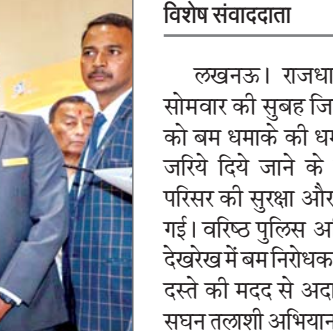 विशेष संवाददाता
लखनऊ। राजधा
सोमवार की सुबह जि
को बम धमाके की धम
जरिये दिये जाने के
परिसर की सुरक्षा और
गई। वरिष्ठ पुलिस अ
देखरेख में बम निरोधक
दस्ते की मदद से अदा
सघन तलाशी अभियान